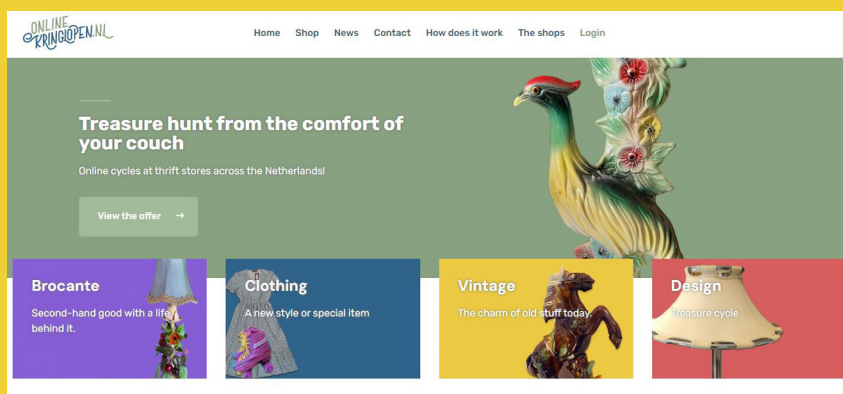 ONLINE
KRINGLOPEN.NL
Home Shop News Contact How does it work The shops Login
Treasure hunt from the comfort of
your couch
Online cycles at thrift stores across the Netherlands!
View the offer →
Brocante
Second-hand good with a life
behind it.
Clothing
A new style or special item
Vintage
The charm of old stuff today.
Design
Treasure cycle